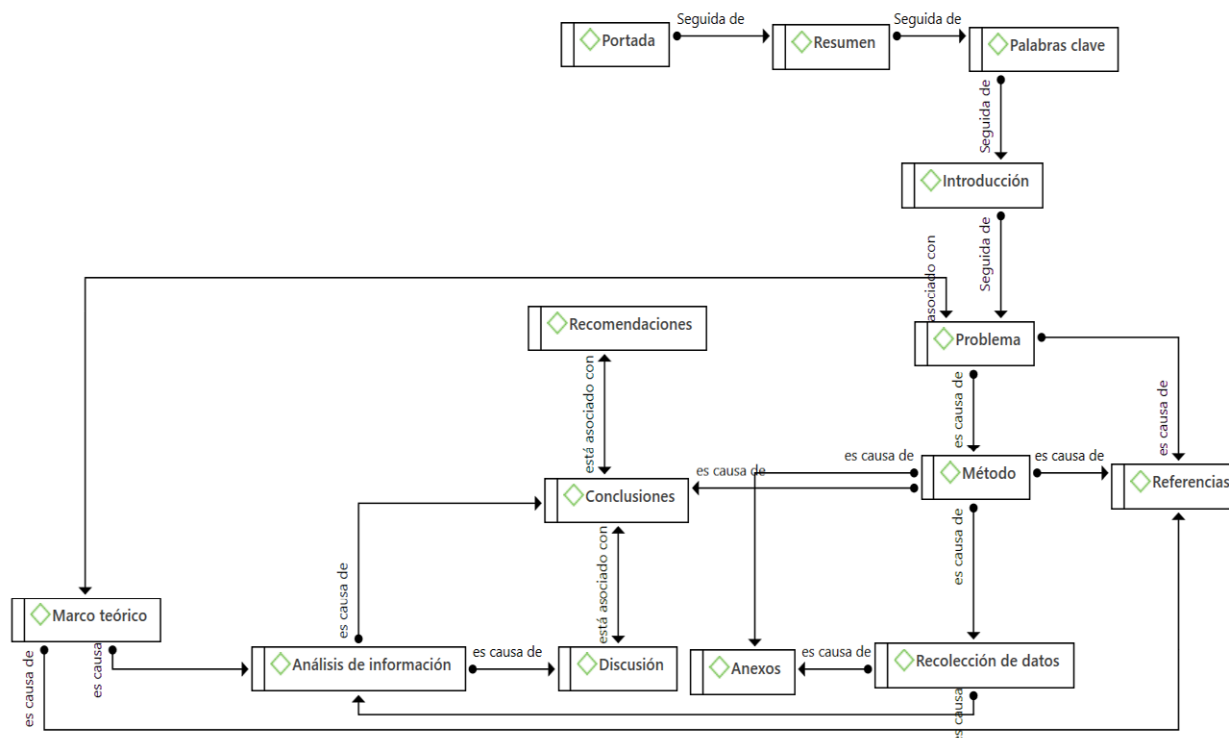 Seguida de
Seguida de
Portada
Resumen
Palabras clave
Seguida de
Introducción
Seguida de
asociado con
Recomendaciones
Problema
está asociado con
es causa de
es causa de
es causa de
es causa de
es causa de
Método
Referencias
Conclusiones
es causa de
está asociado con
es causa de
Marco teórico
es causa de
es causa
Análisis de información
es causa de
Discusión
Anexos
es causa de
Recolección de datos
es causa